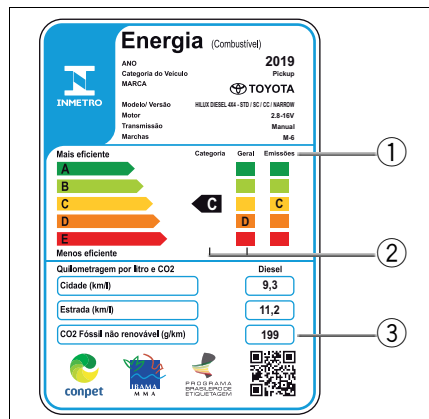 Energia (Combustível)
ANO 2019
Categoria do Veículo Pickup
MARCA TOYOTA
INMETRO
Modelo/ Versão HILUX DIESEL 4X4 - STD / SC / CC / NARROW
Motor 2.8-16V
Transmissão Manual
Marchas M-6
Mais eficiente Categoria Geral Emissões
1
A
B
C C C
D D
E
Menos eficiente
2
Quilometragem por litro e CO2 Diesel
Cidade (km/l) 9,3
Estrada (km/l) 11,2
CO2 Fóssil não renovável (g/km) 199
3
conpet
IBAMA
M M A
PROGRAMA
BRASILEIRO DE
ETIQUETAGEM